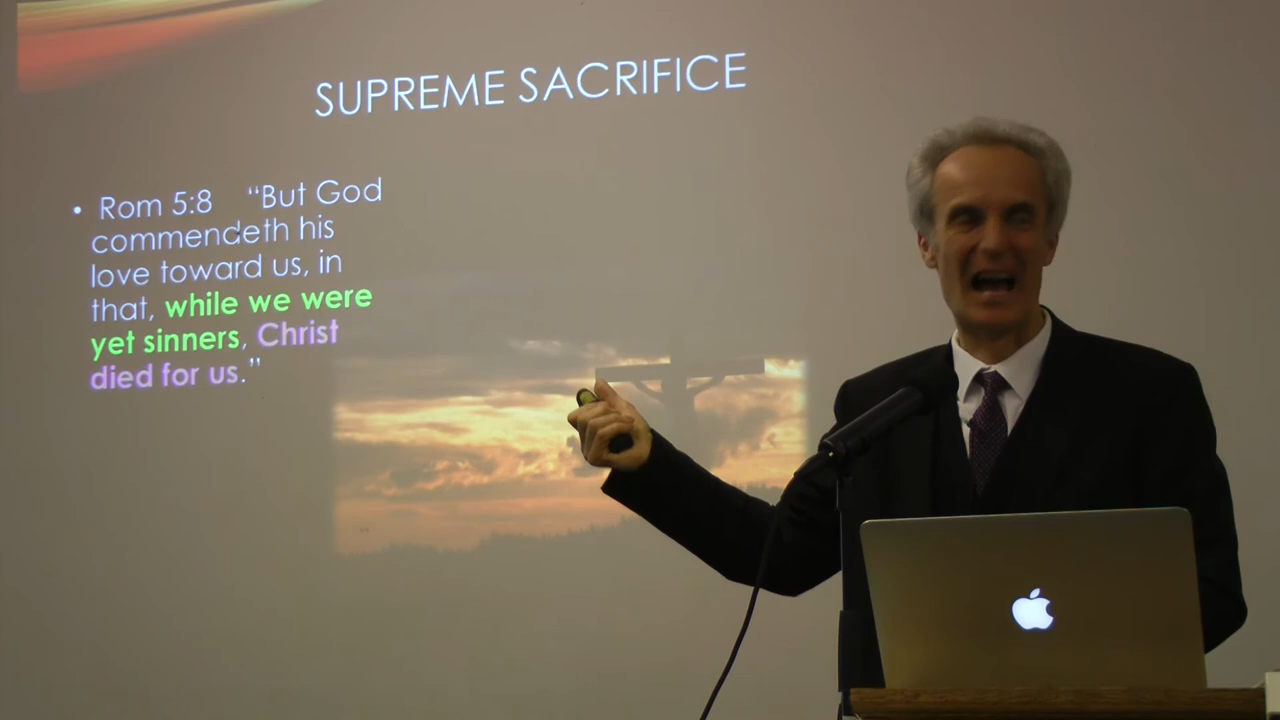 SUPREME SACRIFICE
• Rom 5:8 “But God
commendeth his
love toward us, in
that, while we were
yet sinners, Christ
died for us.”